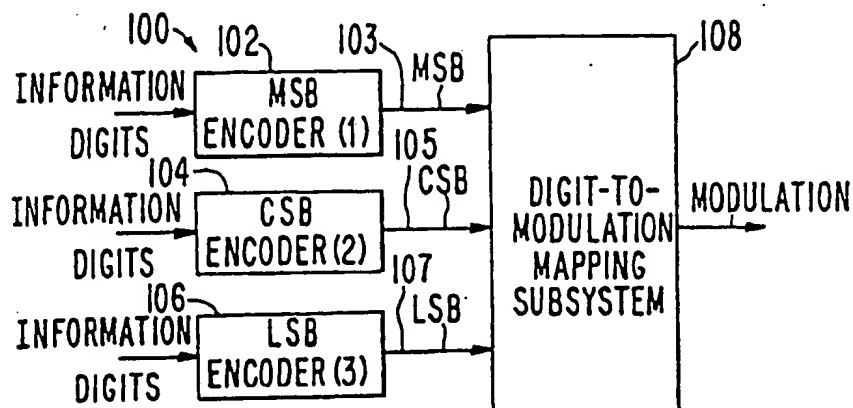 100
102
103
MSB
108
INFORMATION
DIGITS
MSB
ENCODER (1)
104
105
CSB
INFORMATION
DIGITS
CSB
ENCODER (2)
DIGIT-TO-
MODULATION
MAPPING
SUBSYSTEM
MODULATION
106
107
LSB
INFORMATION
DIGITS
LSB
ENCODER (3)